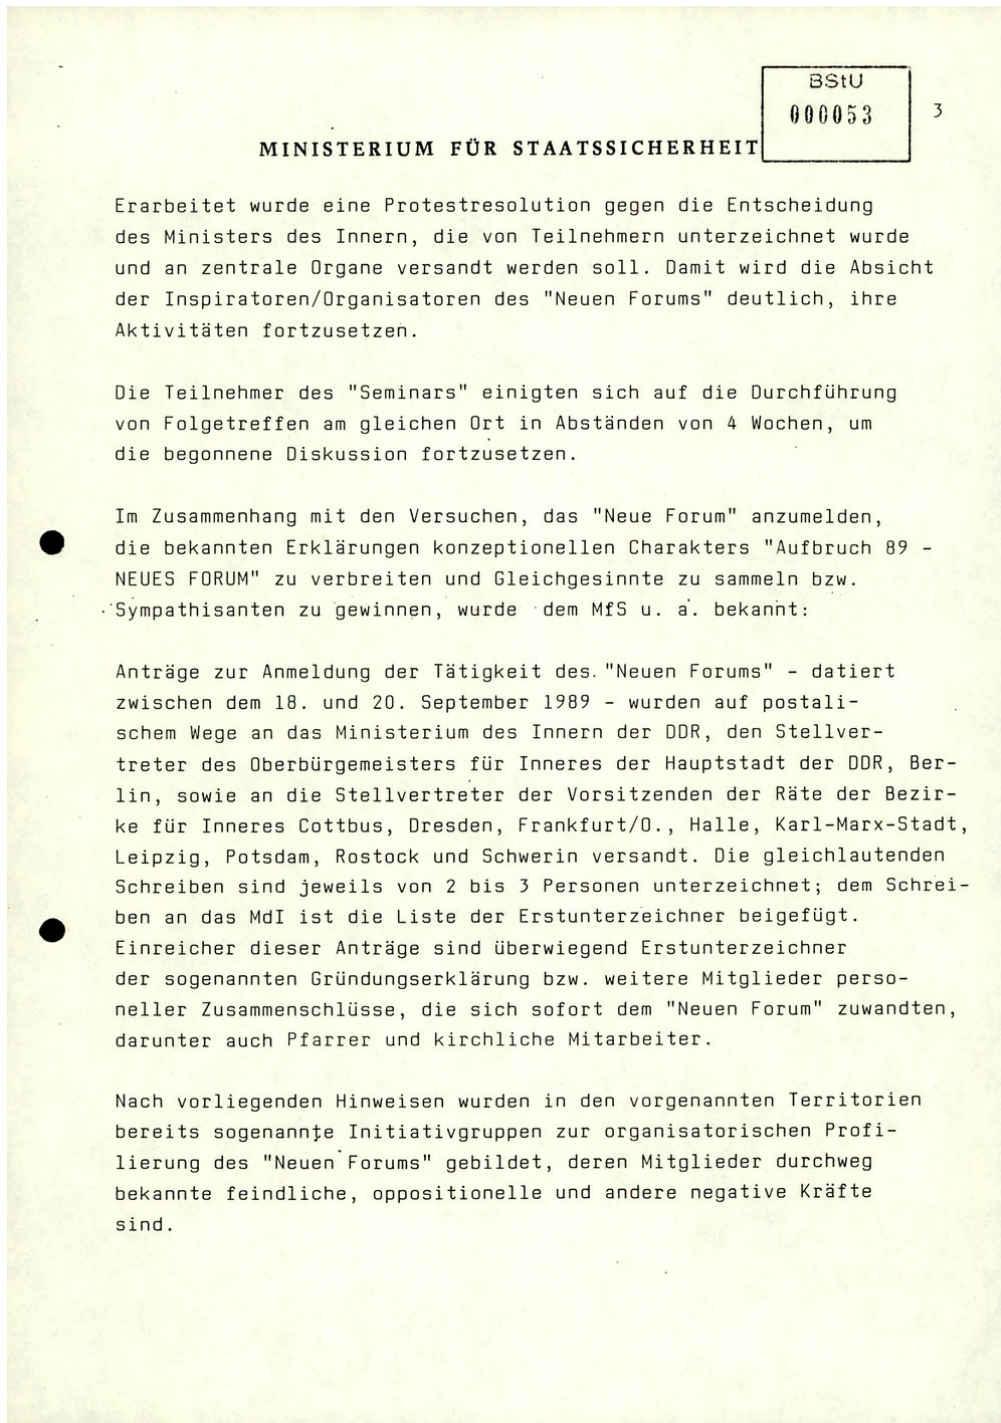 BStU
000053
3
MINISTERIUM FÜR STAATSSICHERHEIT
Erarbeitet wurde eine Protestresolution gegen die Entscheidung
des Ministers des Innern, die von Teilnehmern unterzeichnet wurde
und an zentrale Organe versandt werden soll. Damit wird die Absicht
der Inspiratoren/Organisatoren des "Neuen Forums" deutlich, ihre
Aktivitäten fortzusetzen.
Die Teilnehmer des "Seminars" einigten sich auf die Durchführung
von Folgetreffen am gleichen Ort in Abständen von 4 Wochen, um
die begonnene Diskussion fortzusetzen.
Im Zusammenhang mit den Versuchen, das "Neue Forum" anzumelden,
die bekannten Erklärungen konzeptionellen Charakters "Aufbruch 89 -
NEUES FORUM" zu verbreiten und Gleichgesinnte zu sammeln bzw.
Sympathisanten zu gewinnen, wurde dem MfS u. a. bekannt:
Anträge zur Anmeldung der Tätigkeit des "Neuen Forums" - datiert
zwischen dem 18. und 20. September 1989 - wurden auf postali-
schem Wege an das Ministerium des Innern der DDR, den Stellver-
treter des Oberbürgemeisters für Inneres der Hauptstadt der DDR, Ber-
lin, sowie an die Stellvertreter der Vorsitzenden der Räte der Bezir-
ke für Inneres Cottbus, Dresden, Frankfurt/O., Halle, Karl-Marx-Stadt,
Leipzig, Potsdam, Rostock und Schwerin versandt. Die gleichlautenden
Schreiben sind jeweils von 2 bis 3 Personen unterzeichnet; dem Schrei-
ben an das MdI ist die Liste der Erstunterzeichner beigefügt.
Einreicher dieser Anträge sind überwiegend Erstunterzeichner
der sogenannten Gründungserklärung bzw. weitere Mitglieder perso-
neller Zusammenschlüsse, die sich sofort dem "Neuen Forum" zuwandten,
darunter auch Pfarrer und kirchliche Mitarbeiter.
Nach vorliegenden Hinweisen wurden in den vorgenannten Territorien
bereits sogenannte Initiativgruppen zur organisatorischen Profi-
lierung des "Neuen Forums" gebildet, deren Mitglieder durchweg
bekannte feindliche, oppositionelle und andere negative Kräfte
sind.